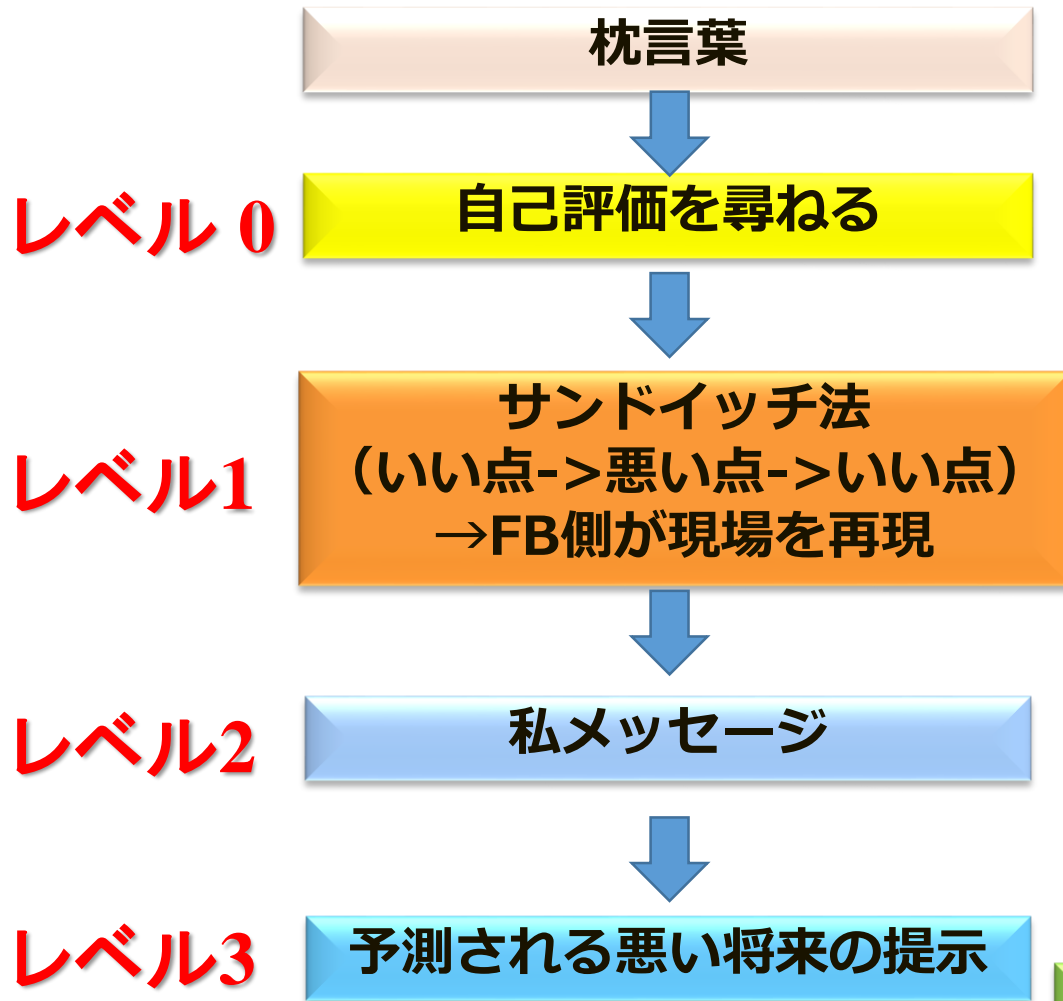 枕言葉
レベル 0
自己評価を尋ねる
レベル1
サンドイッチ法
（いい点->悪い点->いい点）
→FB側が現場を再現
レベル2
私メッセージ
レベル3
予測される悪い将来の提示